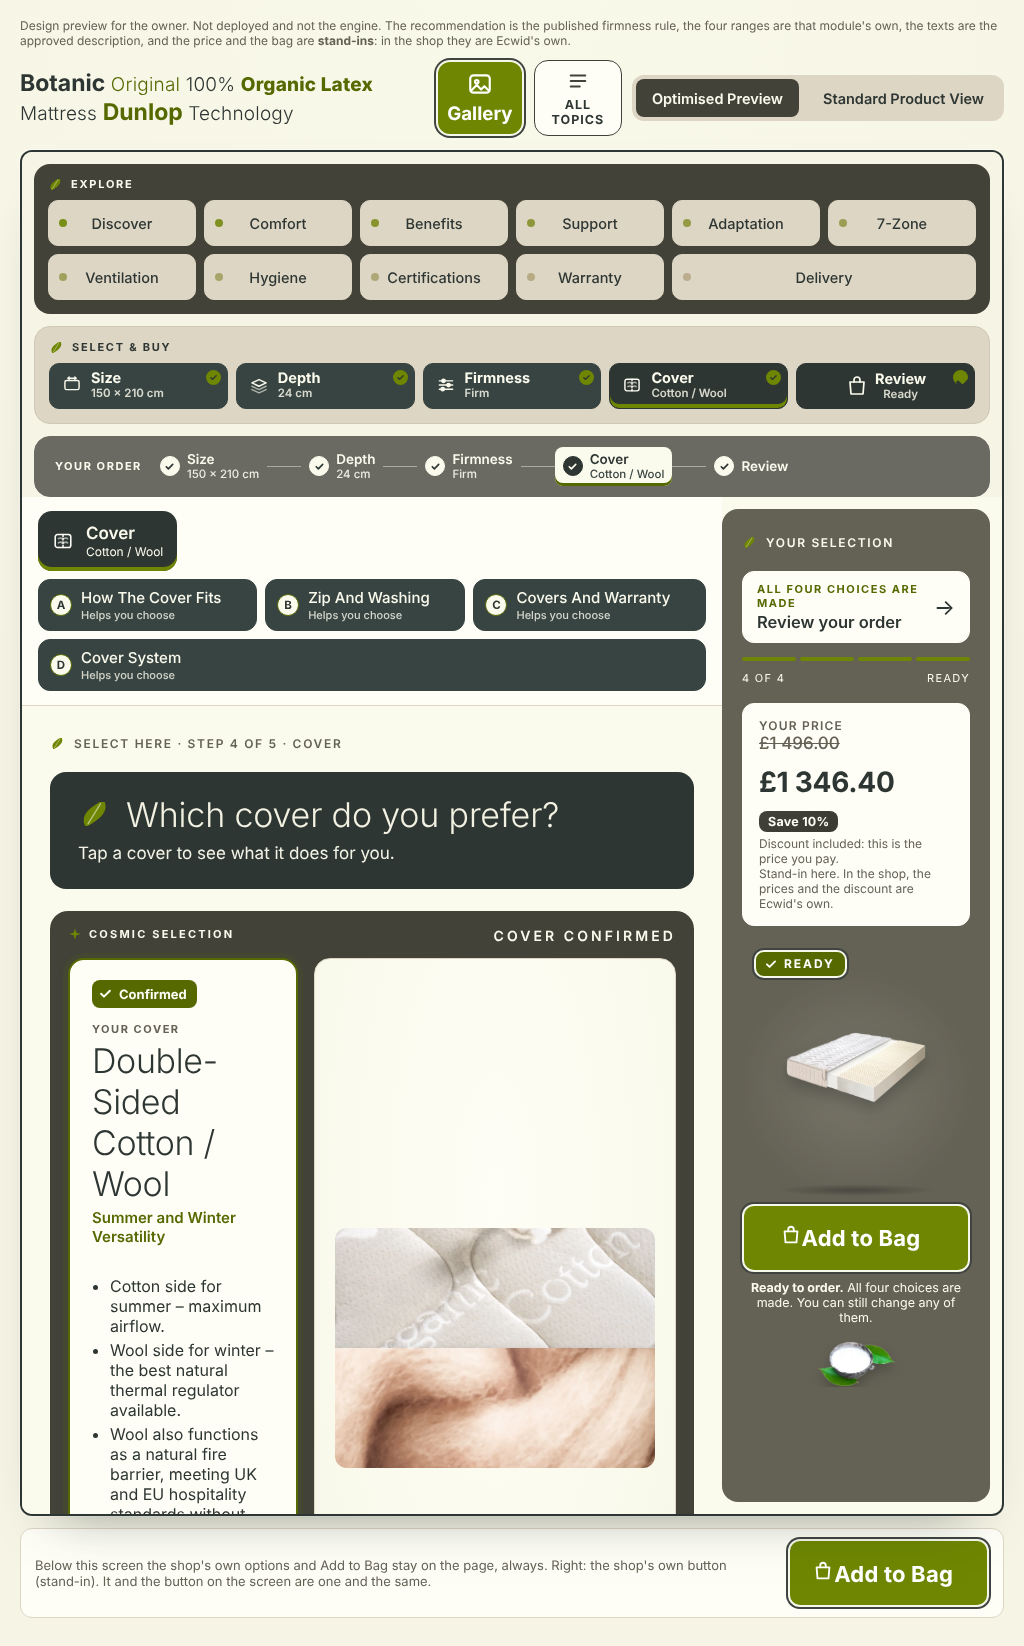 Design preview for the owner. Not deployed and not the engine. The recommendation is the published firmness rule, the four ranges are that module's own, the texts are the
approved description, and the price and the bag are stand-ins: in the shop they are Ecwid's own.
Botanic Original 100% Organic Latex
Mattress Dunlop Technology
Gallery
ALL
TOPICS
Optimised Preview
Standard Product View
EXPLORE
Discover
Comfort
Benefits
Support
Adaptation
7-Zone
Ventilation
Hygiene
Certifications
Warranty
Delivery
SELECT & BUY
Size
150 × 210 cm
Depth
24 cm
Firmness
Firm
Cover
Cotton / Wool
Review
Ready
YOUR ORDER
Size
150 × 210 cm
Depth
24 cm
Firmness
Firm
Cover
Cotton / Wool
Review
Cover
Cotton / Wool
A
How The Cover Fits
Helps you choose
B
Zip And Washing
Helps you choose
C
Covers And Warranty
Helps you choose
D
Cover System
Helps you choose
SELECT HERE · STEP 4 OF 5 · COVER
Which cover do you prefer?
Tap a cover to see what it does for you.
COSMIC SELECTION
COVER CONFIRMED
Confirmed
YOUR COVER
Double-
Sided
Cotton /
Wool
Summer and Winter
Versatility
• Cotton side for
summer – maximum
airflow.
• Wool side for winter –
the best natural
thermal regulator
available.
• Wool also functions
as a natural fire
barrier, meeting UK
and EU hospitality
standards without
YOUR SELECTION
ALL FOUR CHOICES ARE
MADE
Review your order
4 OF 4
READY
YOUR PRICE
£1 496.00
£1 346.40
Save 10%
Discount included: this is the
price you pay.
Stand-in here. In the shop, the
prices and the discount are
Ecwid's own.
READY
Add to Bag
Ready to order. All four choices are
made. You can still change any of
them.
Below this screen the shop's own options and Add to Bag stay on the page, always. Right: the shop's own button
(stand-in). It and the button on the screen are one and the same.
Add to Bag